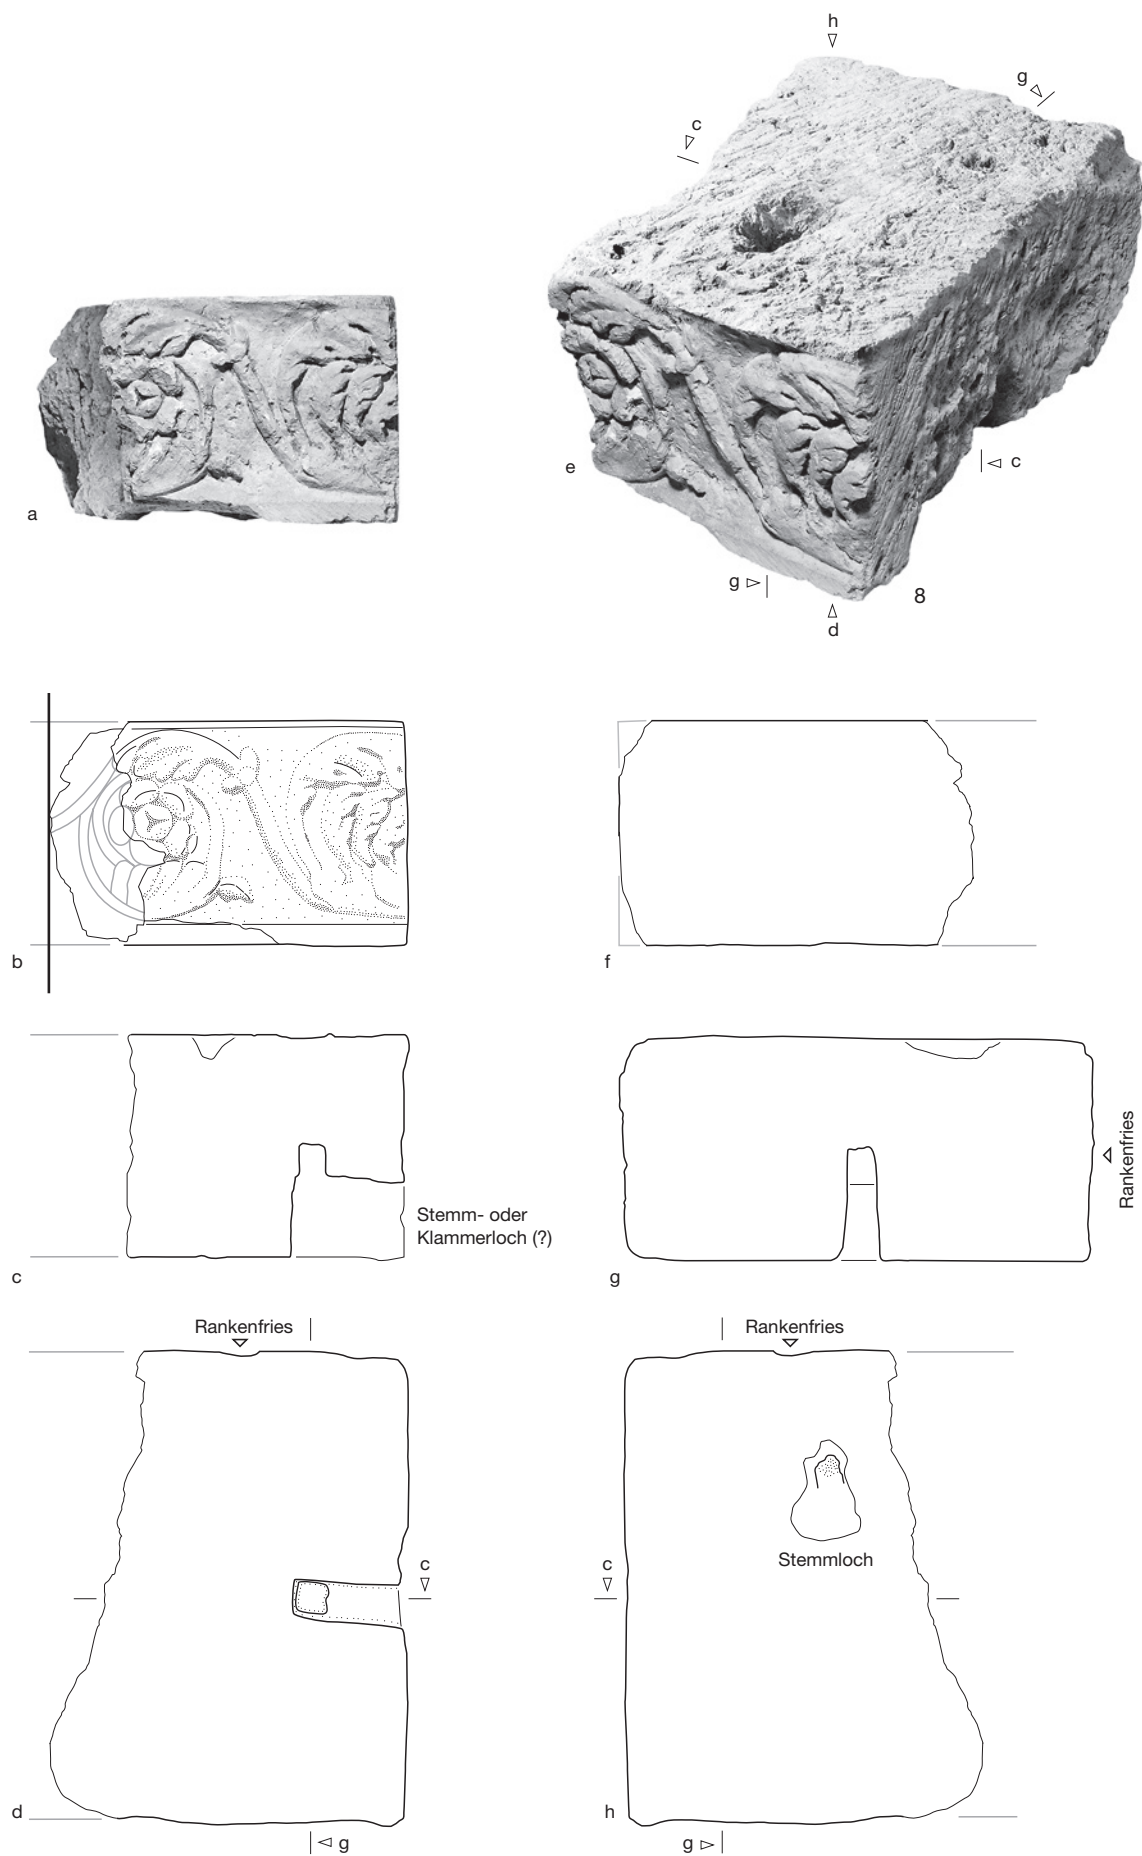 h
g
c
a
e
c
g
8
d
b
f
Stemm- oder
Klammerloch (?)
Rankenfries
c
g
Rankenfries
Rankenfries
c
c
Stemmloch
d
h
g
g